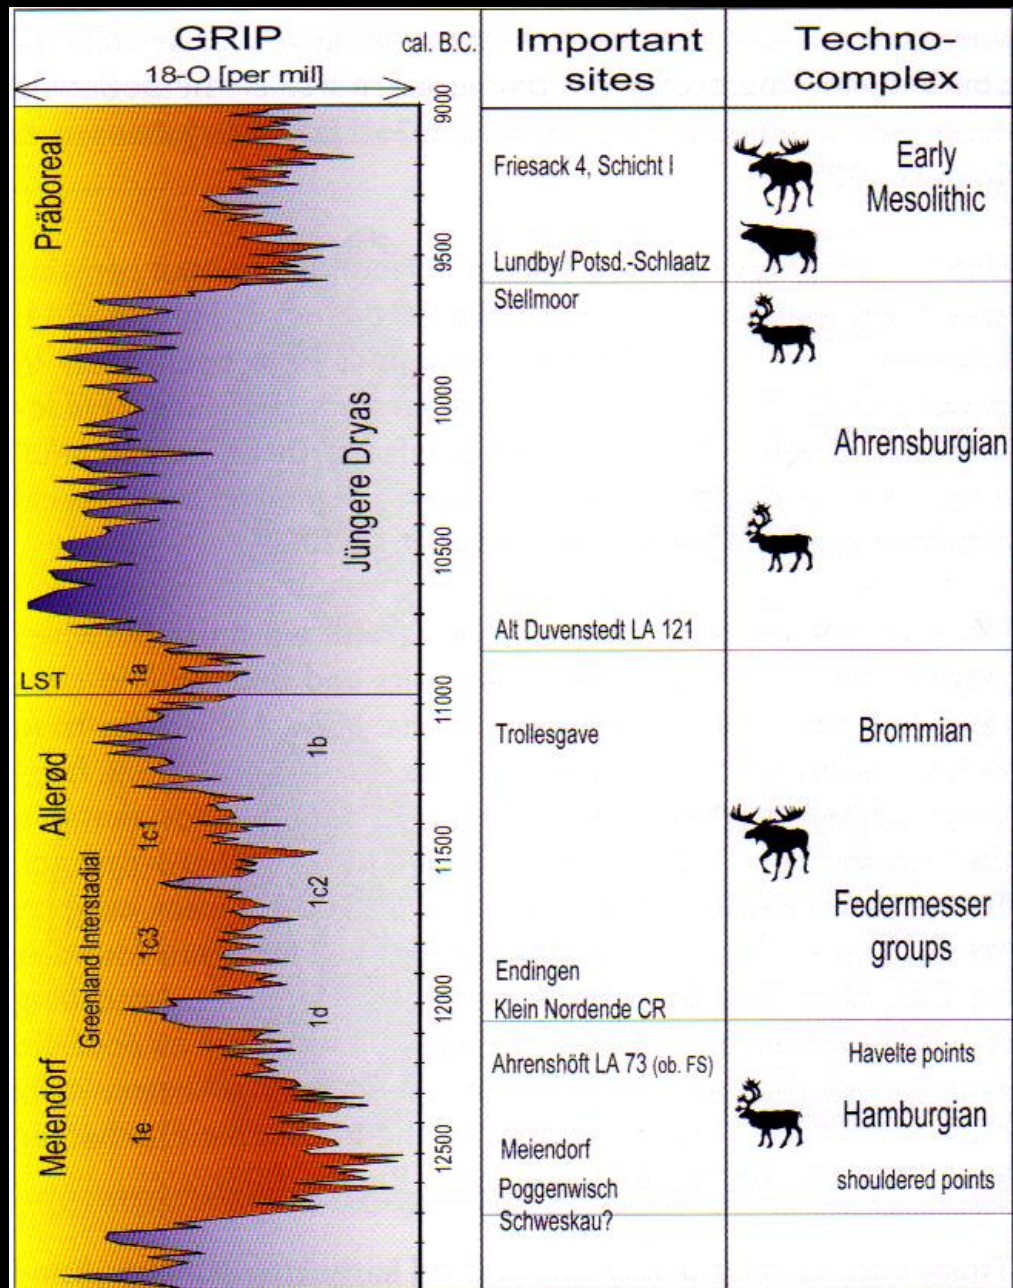 GRIP
18-O [per mil]
cal. B.C.
Important
sites
Techno-
complex
9000
9500
10000
10500
11000
11500
12000
12500
Präboreal
Jüngere Dryas
LST
Allerød
Greenland Interstadial
Meiendorf
1a
1b
1c1
1c2
1c3
1d
1e
Friesack 4, Schicht I
Lundby/ Potsd.-Schlaatz
Stellmoor
Alt Duvenstedt LA 121
Trollesgave
Endingen
Klein Nordende CR
Ahrenshöft LA 73 (ob. FS)
Meiendorf
Poggenwisch
Schweskau?
Early
Mesolithic
Ahrensburgian
Brommian
Federmesser
groups
Havelte points
Hamburgian
shouldered points